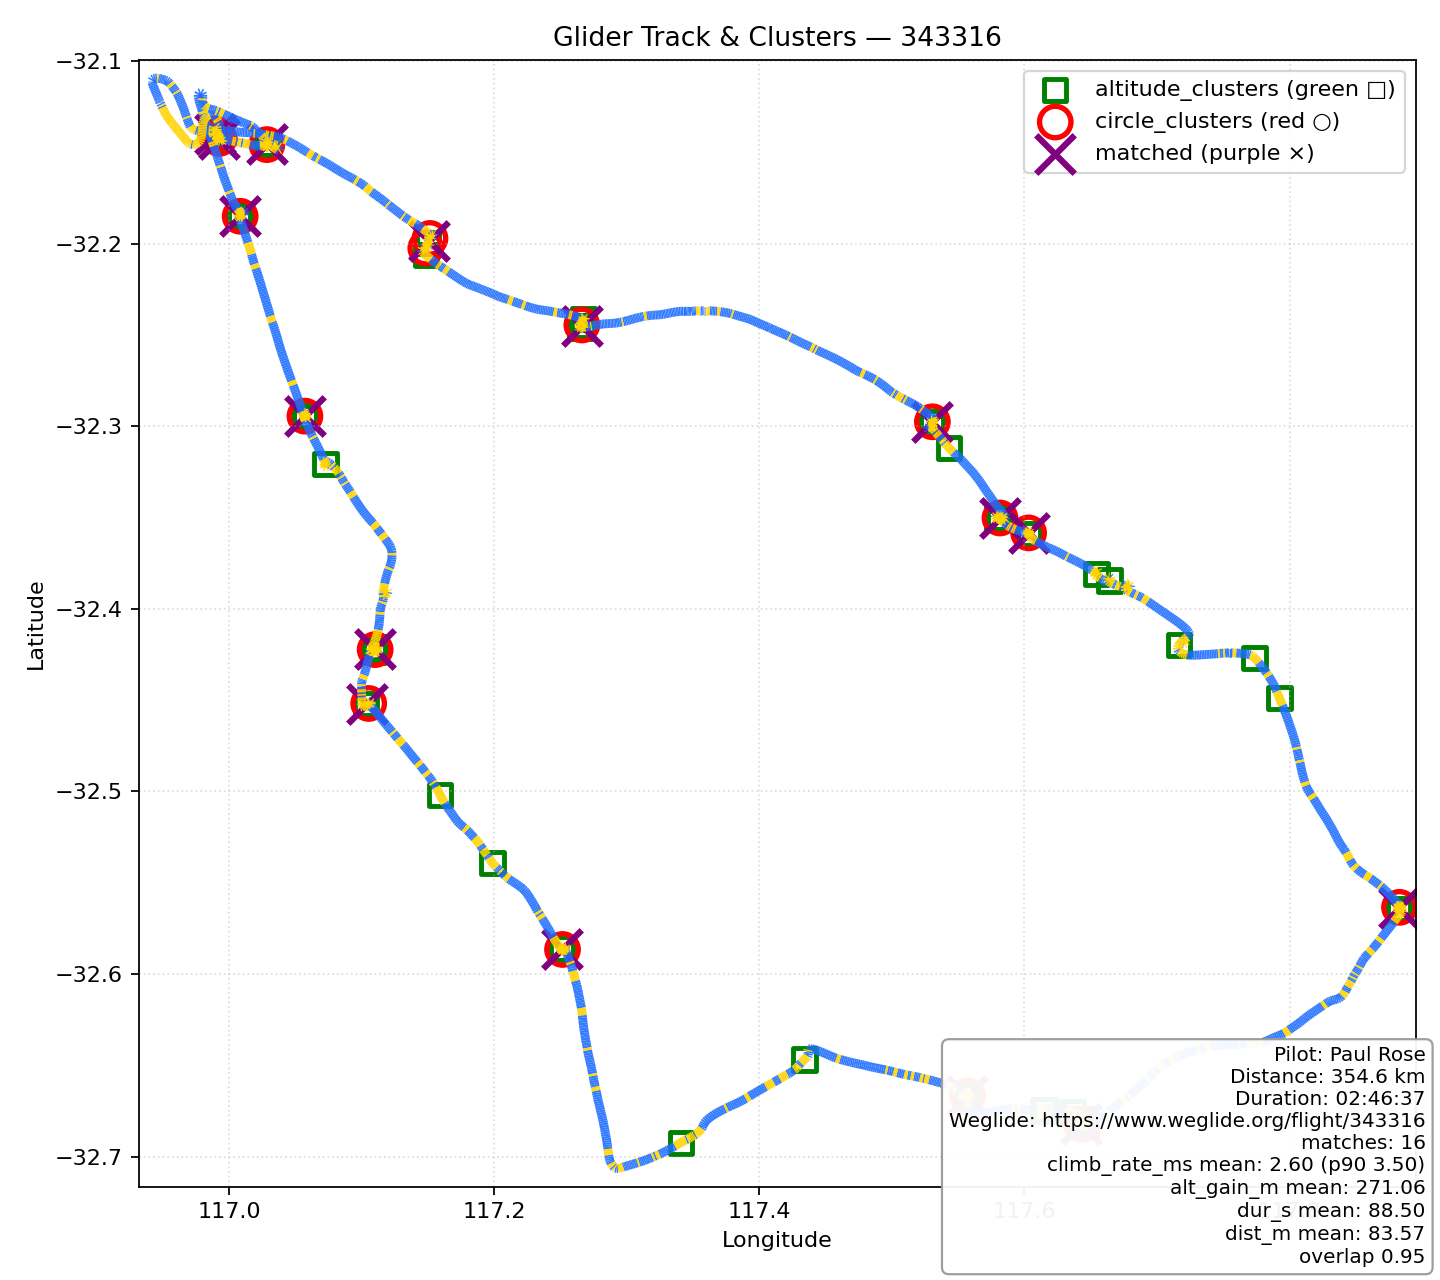 Glider Track & Clusters — 343316
altitude_clusters (green □)
circle_clusters (red ○)
matched (purple ×)
−32.1
−32.2
−32.3
−32.4
−32.5
−32.6
−32.7
Latitude
117.0
117.2
117.4
117.6
Longitude
Pilot: Paul Rose
Distance: 354.6 km
Duration: 02:46:37
Weglide: https://www.weglide.org/flight/343316
matches: 16
climb_rate_ms mean: 2.60 (p90 3.50)
alt_gain_m mean: 271.06
dur_s mean: 88.50
dist_m mean: 83.57
overlap 0.95